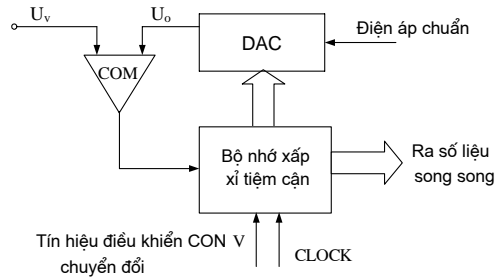 Uv Uo
DAC
Điện áp chuẩn
COM
Bộ nhớ xấp
xỉ tiệm cận
Ra số liệu
song song
Tín hiệu điều khiển CON V
chuyển đổi
CLOCK